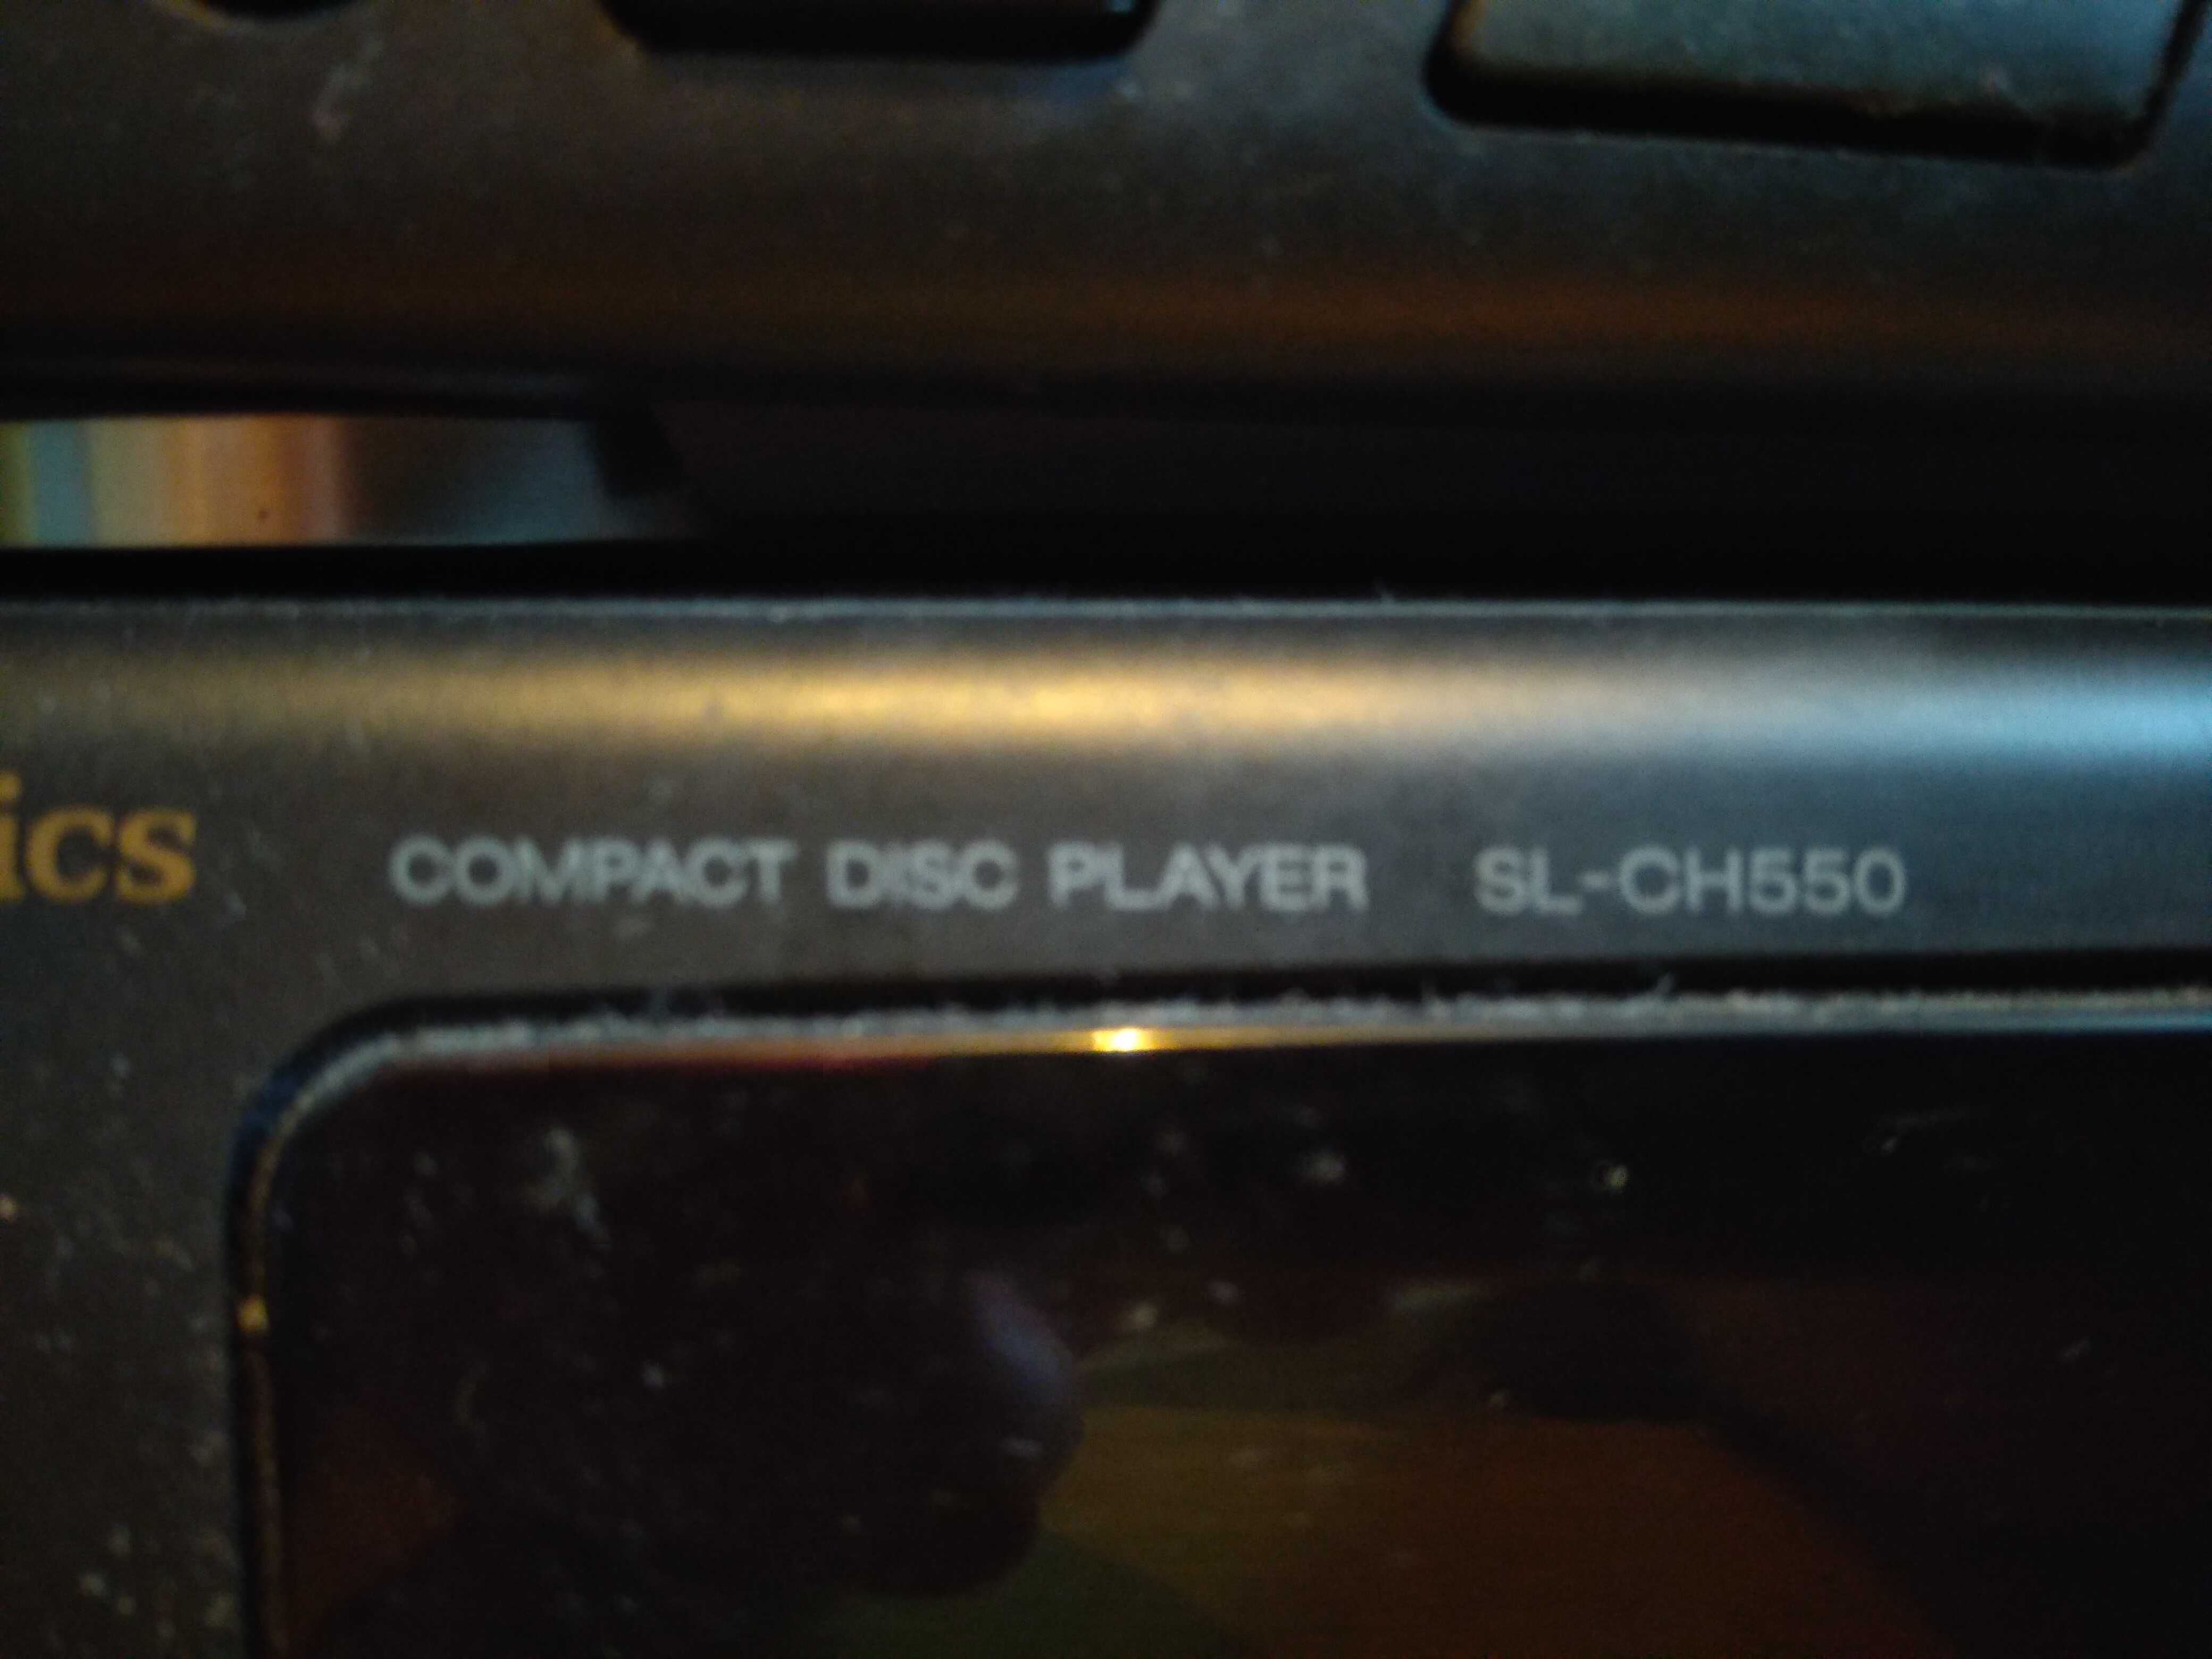 ics COMPACT DISC PLAYER SL-CH550